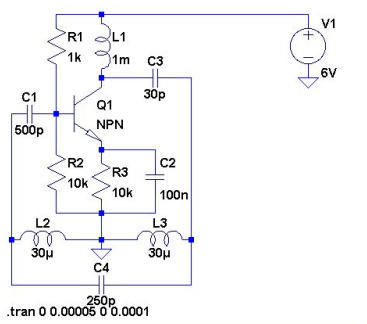 V1
R1
L1
1k
1m
C3
6V
30p
C1
Q1
500p
NPN
R2
R3
C2
10k
10k
100n
L2
L3
30µ
30µ
C4
250p
.tran 0 0.00005 0 0.0001